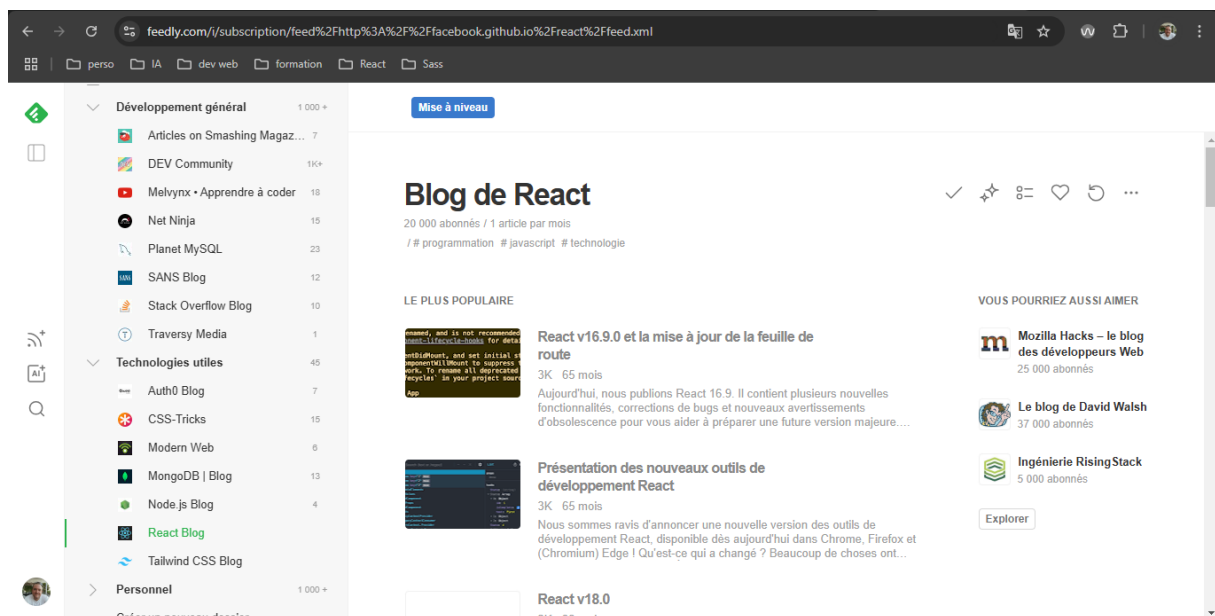 feedly.com/i/subscription/feed%2Fhttp%3A%2F%2Ffacebook.github.io%2Freact%2Ffeed.xml
perso IA dev web formation React Sass
Développement général 1 000 +
Articles on Smashing Magaz... 7
DEV Community 1K+
Melvynx • Apprendre à coder 18
Net Ninja 15
Planet MySQL 23
SANS Blog 12
Stack Overflow Blog 10
Traversy Media 1
Technologies utiles 45
Auth0 Blog 7
CSS-Tricks 15
Modern Web 6
MongoDB | Blog 13
Node.js Blog 4
React Blog
Tailwind CSS Blog
Personnel 1 000 +
Mise à niveau
Blog de React
20 000 abonnés / 1 article par mois
/ # programmation # javascript # technologie
LE PLUS POPULAIRE
React v16.9.0 et la mise à jour de la feuille de
route
3K 65 mois
Aujourd'hui, nous publions React 16.9. Il contient plusieurs nouvelles
fonctionnalités, corrections de bugs et nouveaux avertissements
d'obsolescence pour vous aider à préparer une future version majeure....
Présentation des nouveaux outils de
développement React
3K 65 mois
Nous sommes ravis d'annoncer une nouvelle version des outils de
développement React, disponible dès aujourd'hui dans Chrome, Firefox et
(Chromium) Edge ! Qu'est-ce qui a changé ? Beaucoup de choses ont...
React v18.0
VOUS POURRIEZ AUSSI AIMER
Mozilla Hacks – le blog
des développeurs Web
25 000 abonnés
Le blog de David Walsh
37 000 abonnés
Ingénierie RisingStack
5 000 abonnés
Explorer